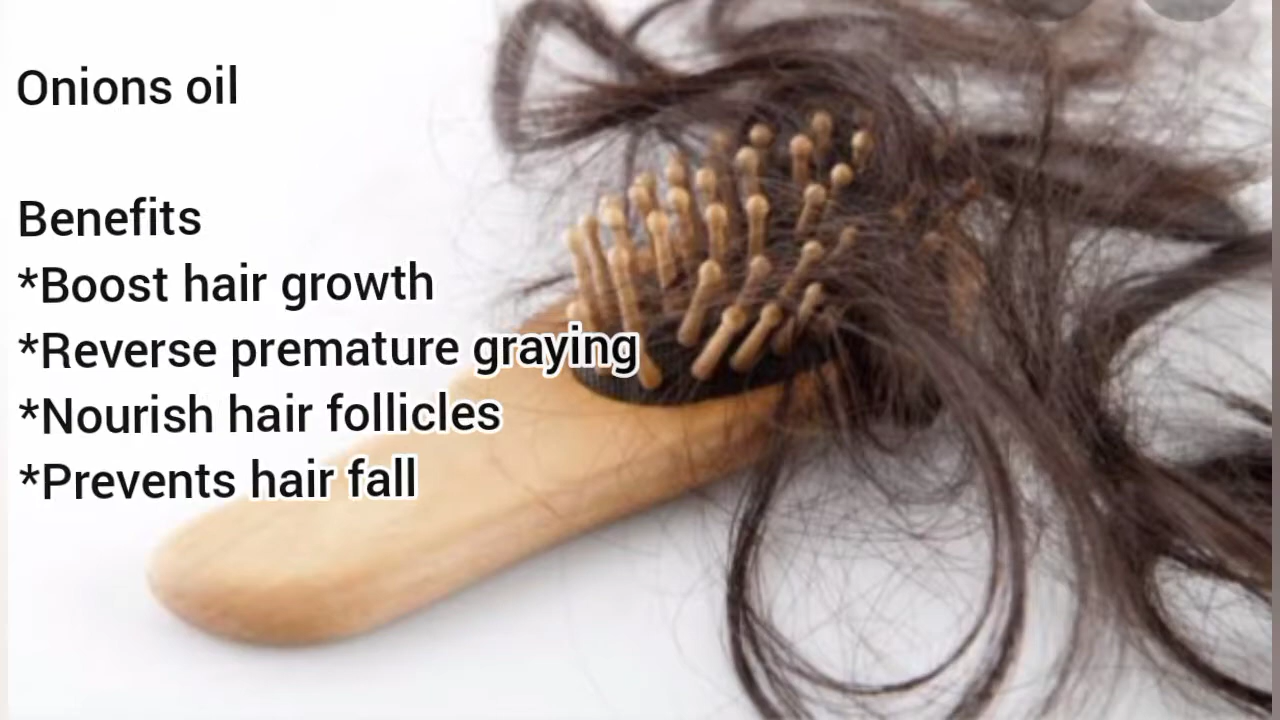 Onions oil
Benefits
*Boost hair growth
*Reverse premature graying
*Nourish hair follicles
*Prevents hair fall